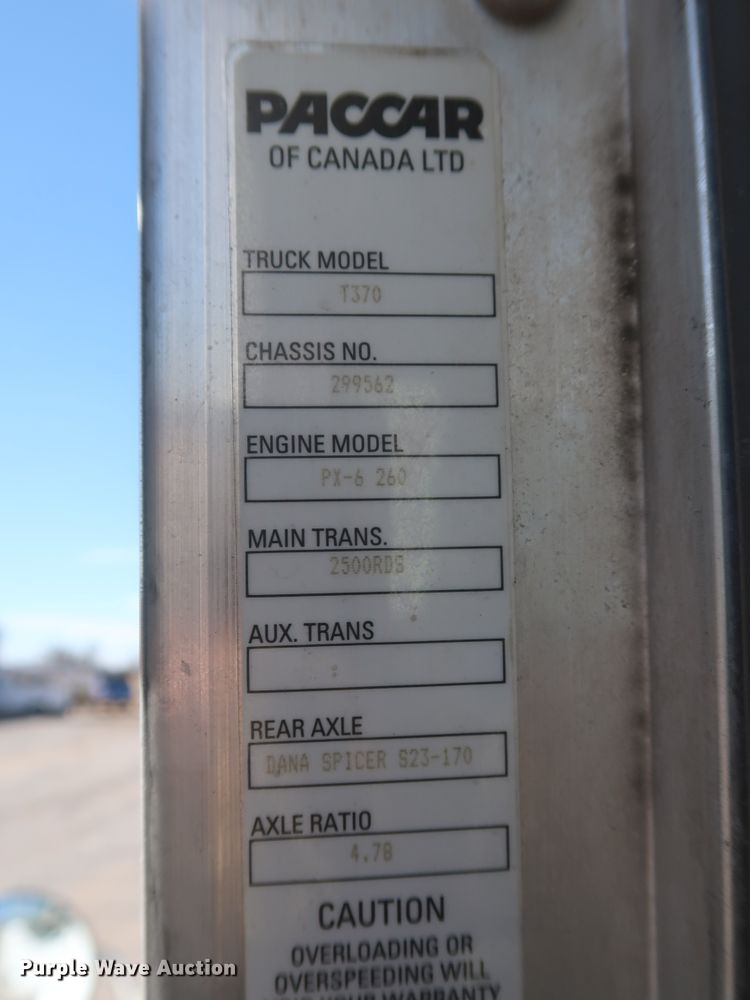 PACCAR
OF CANADA LTD
TRUCK MODEL
T370
CHASSIS NO.
299562
ENGINE MODEL
PX-6 260
MAIN TRANS.
2500RDS
AUX. TRANS
REAR AXLE
DANA SPICER S23-170
AXLE RATIO
4.78
CAUTION
OVERLOADING OR
OVERSPEEDING WILL
YOUR WARRANTY
Purple Wave Auction